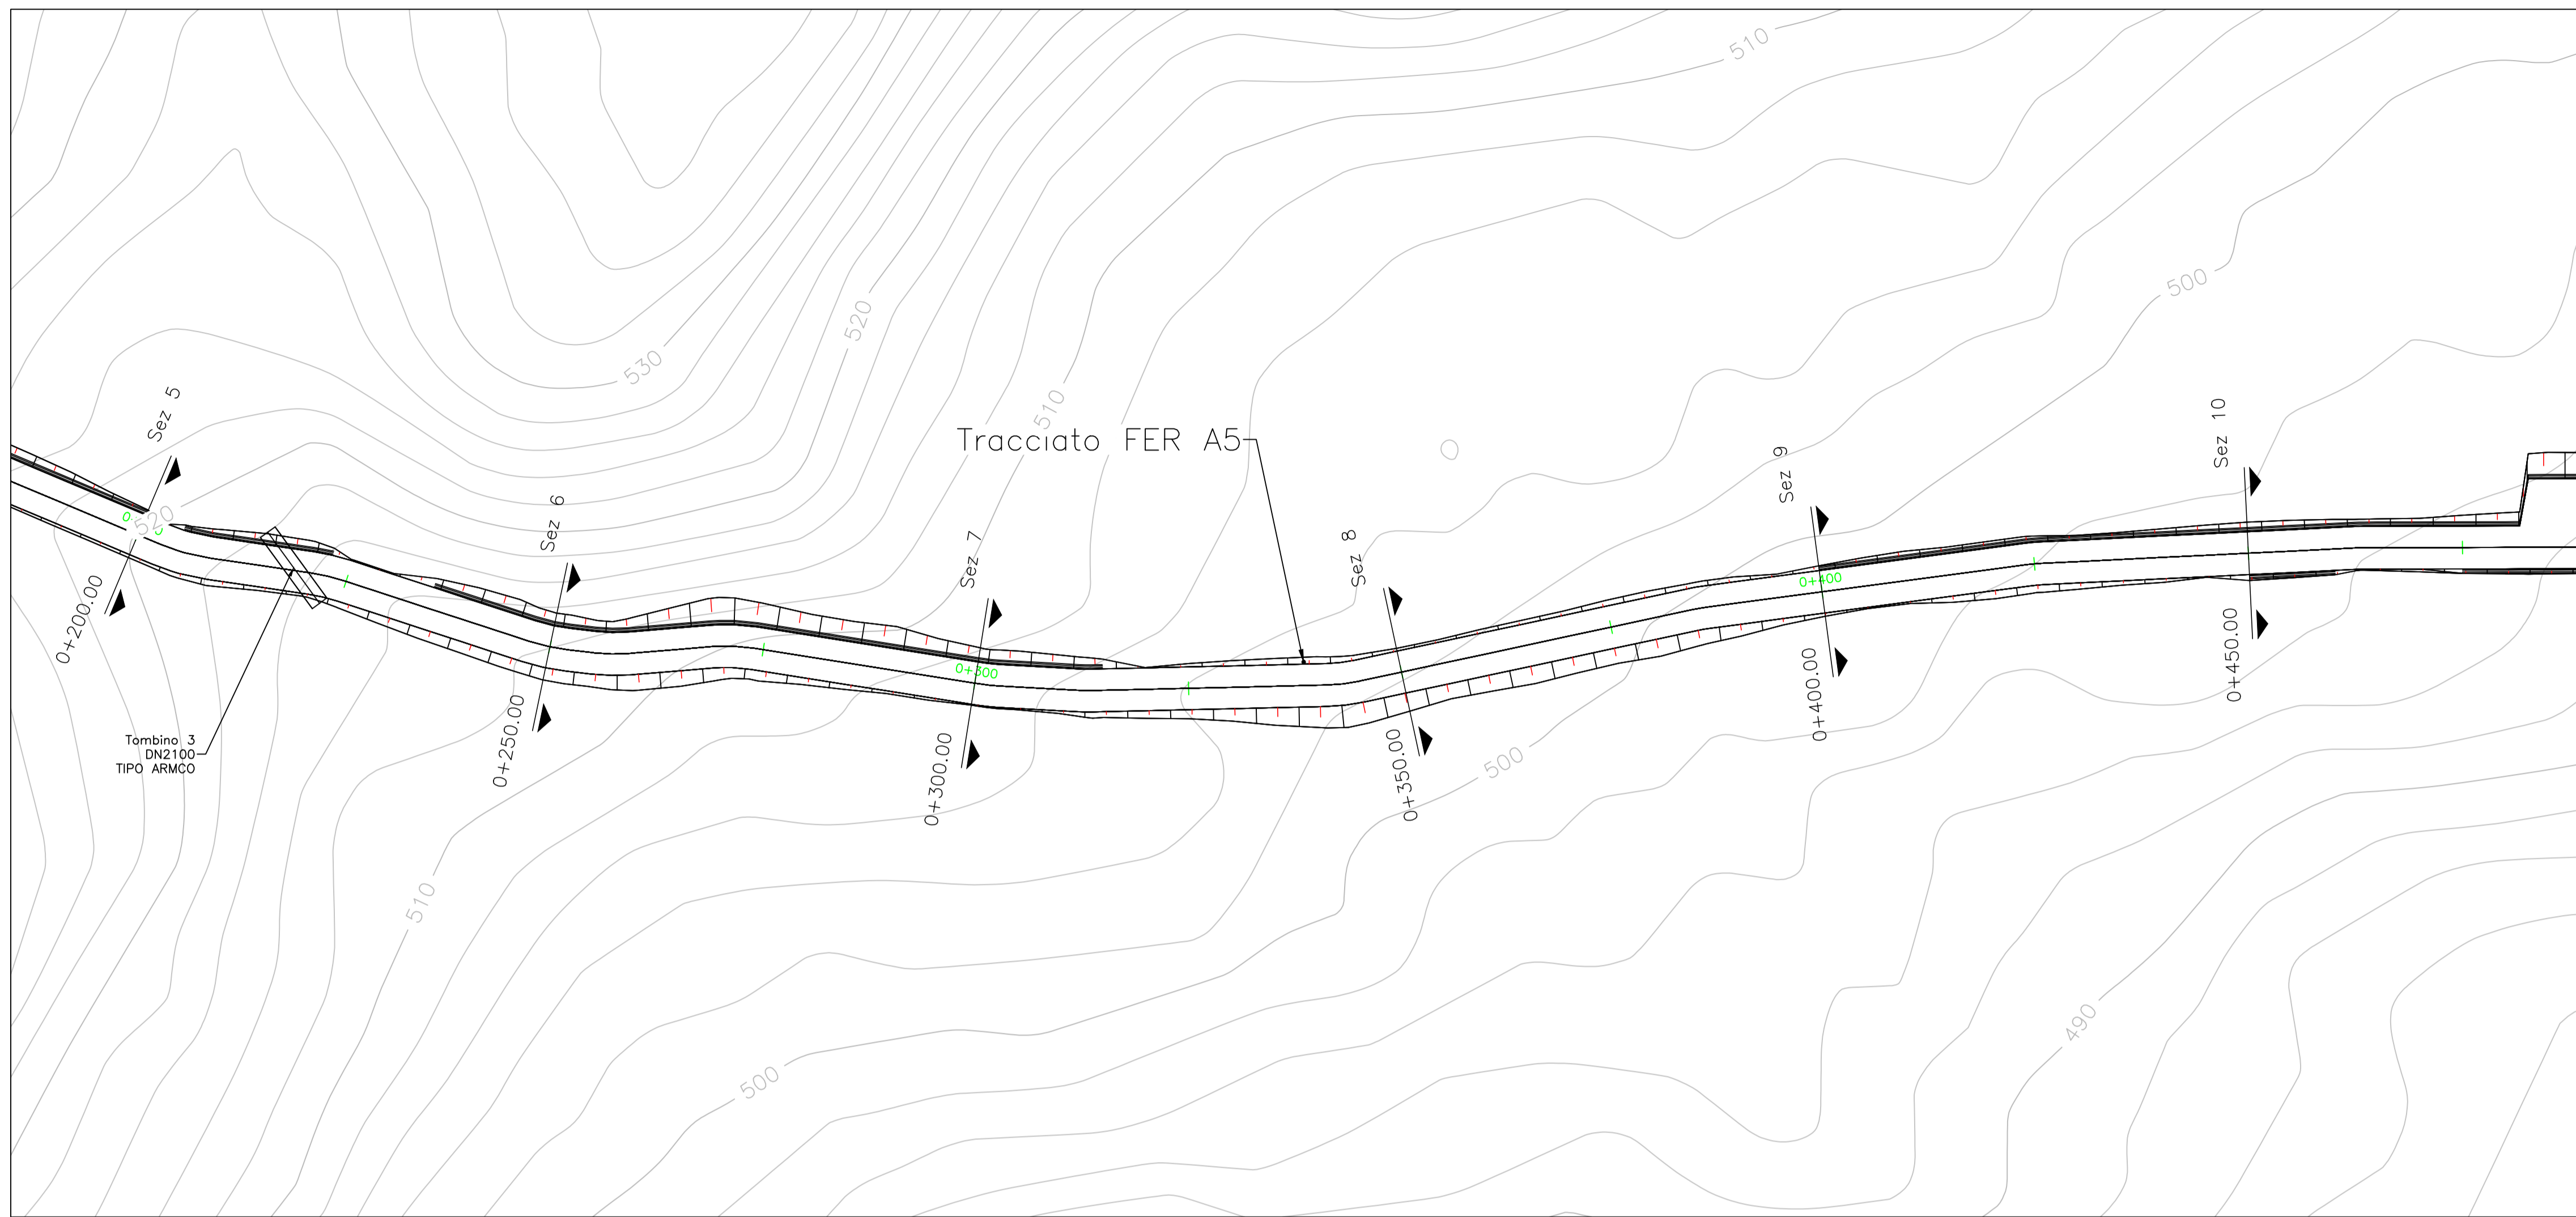 510
500
520
530
510
Sez 5
Tracciato FER A5
Sez 10
Sez 9
Sez 6
Sez 7
Sez 8
520
0+400
0+200.00
0+300
0+450.00
0+250.00
0+400.00
Tombino 3
DN2100
TIPO ARMCO
0+300.00
0+350.00
500
510
490
500